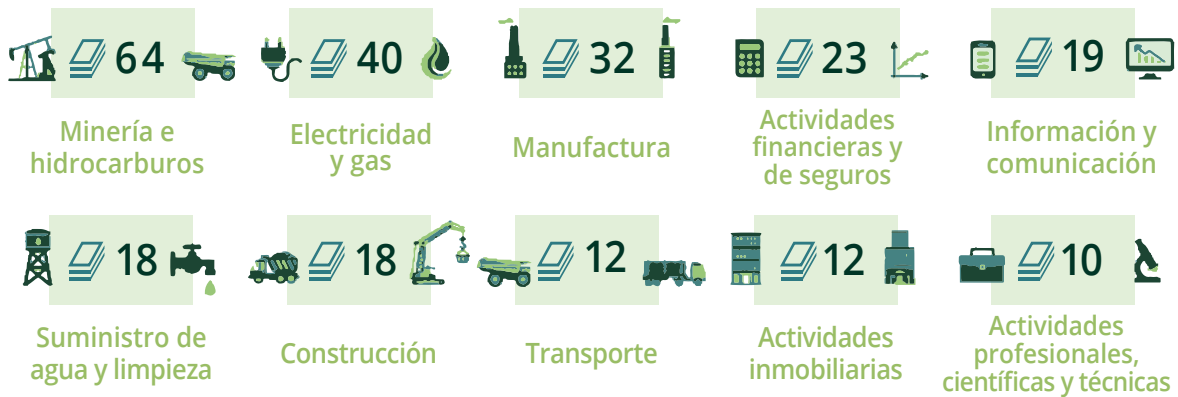 64
Minería e
hidrocarburos
40
Electricidad
y gas
32
Manufactura
23
Actividades
financieras y
de seguros
19
Información y
comunicación
18
Suministro de
agua y limpieza
18
Construcción
12
Transporte
12
Actividades
inmobiliarias
10
Actividades
profesionales,
científicas y técnicas